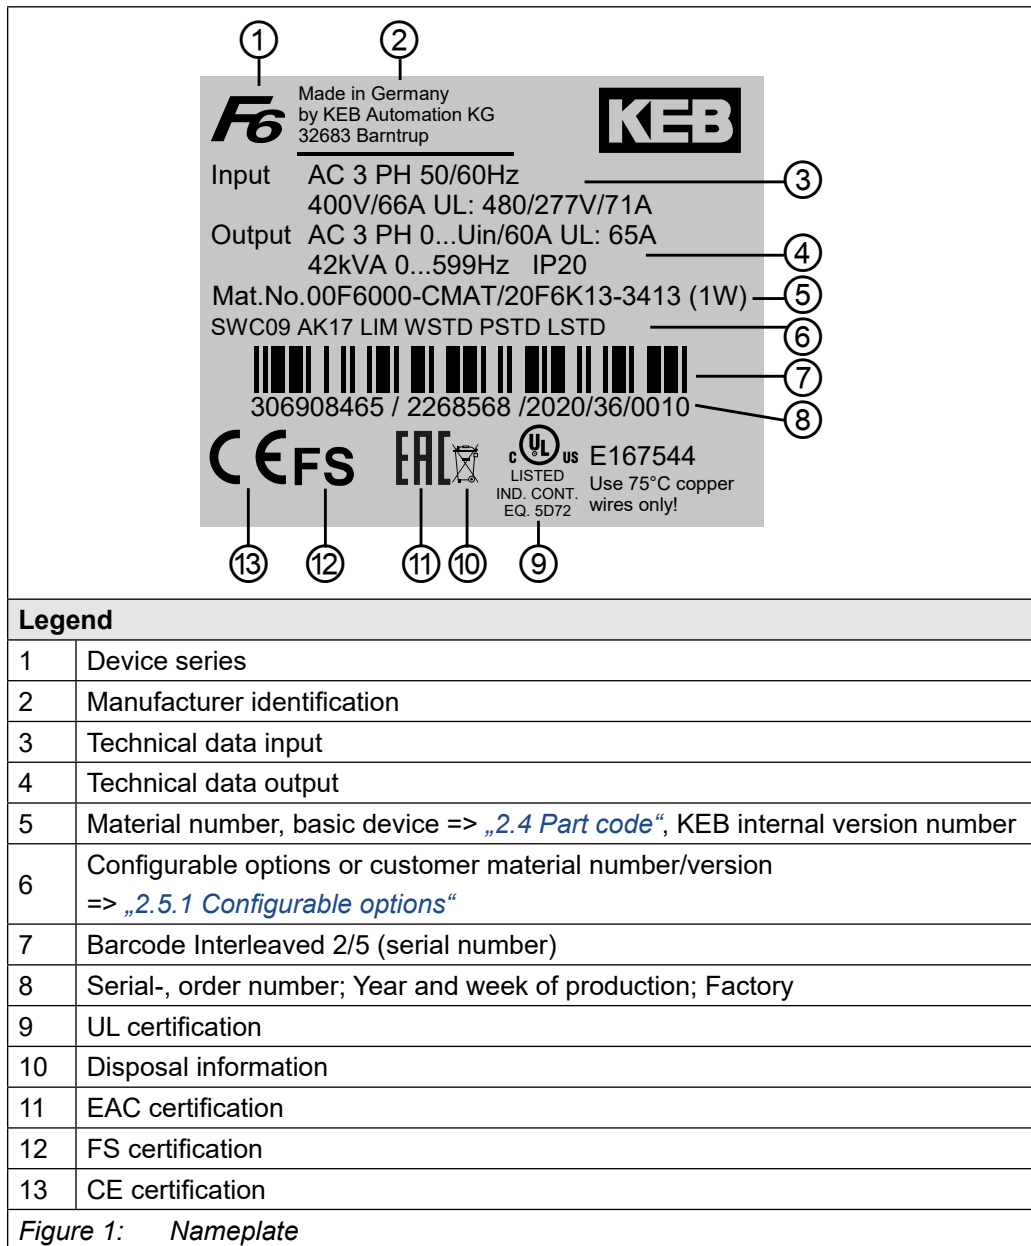 1 2
F6
Made in Germany
by KEB Automation KG
32683 Barntrup
KEB
Input AC 3 PH 50/60Hz 3
400V/66A UL: 480/277V/71A
Output AC 3 PH 0...Uin/60A UL: 65A
42kVA 0...599Hz IP20 4
Mat.No.00F6000-CMAT/20F6K13-3413 (1W) 5
SWC09 AK17 LIM WSTD PSTD LSTD 6
7
306908465 / 2268568 /2020/36/0010 8
CE FS EAC
C UL US
LISTED
IND. CONT.
EQ. 5D72
E167544
Use 75°C copper
wires only!
13 12 11 10 9
Legend
1 Device series
2 Manufacturer identification
3 Technical data input
4 Technical data output
5 Material number, basic device => „2.4 Part code“, KEB internal version number
6 Configurable options or customer material number/version
=> „2.5.1 Configurable options“
7 Barcode Interleaved 2/5 (serial number)
8 Serial-, order number; Year and week of production; Factory
9 UL certification
10 Disposal information
11 EAC certification
12 FS certification
13 CE certification
Figure 1: Nameplate